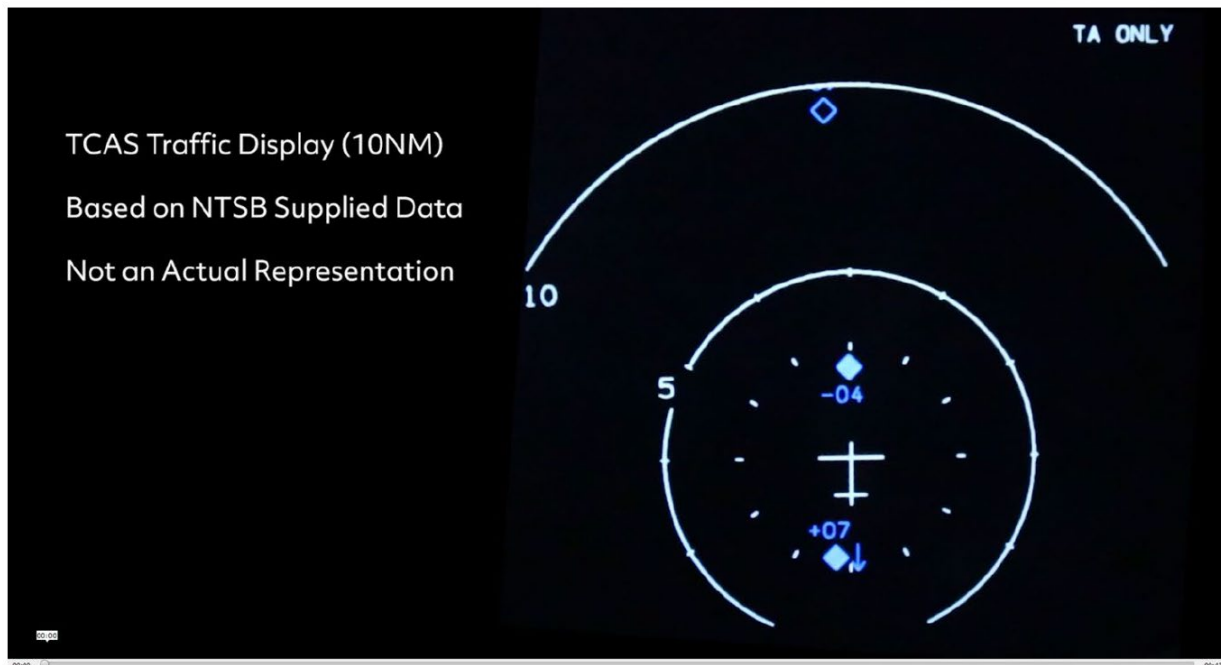 TA ONLY
TCAS Traffic Display (10NM)
Based on NTSB Supplied Data
Not an Actual Representation
10
5
-04
+07
00:00